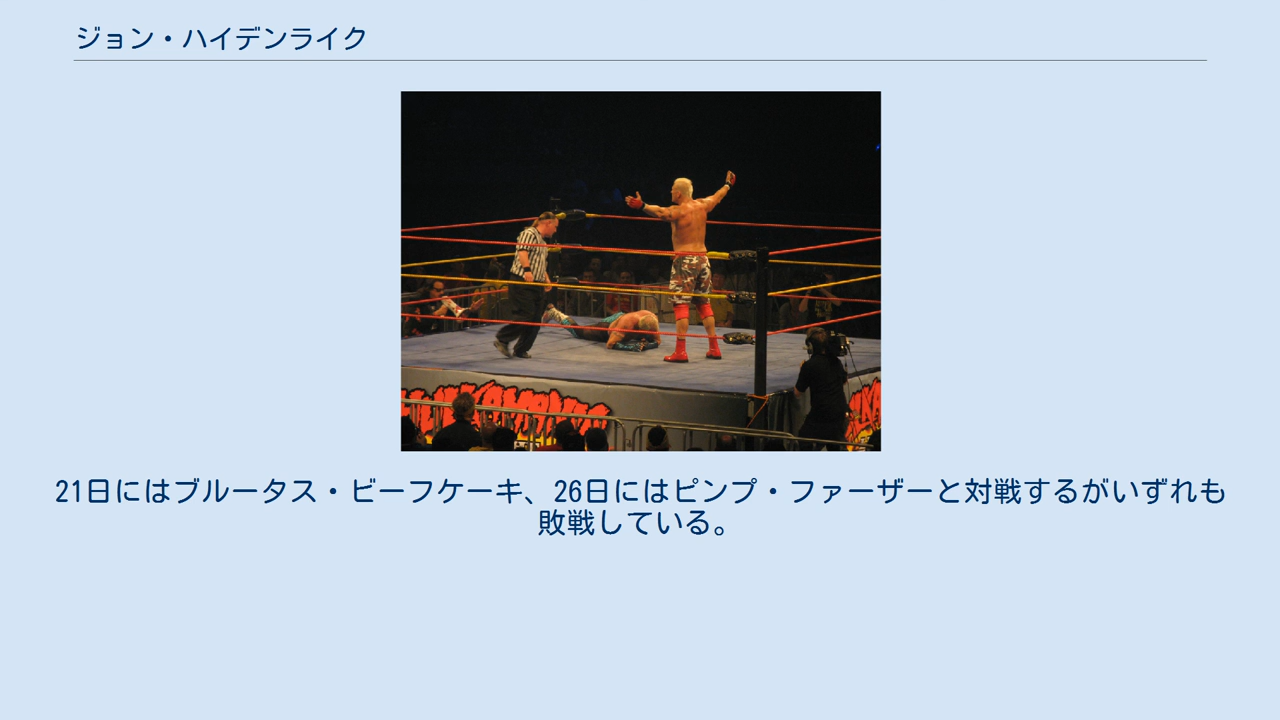 ジョン・ハイデンライク
21日にはブルータス・ビーフケーキ、26日にはピンプ・ファーザーと対戦するがいずれも
敗戦している。